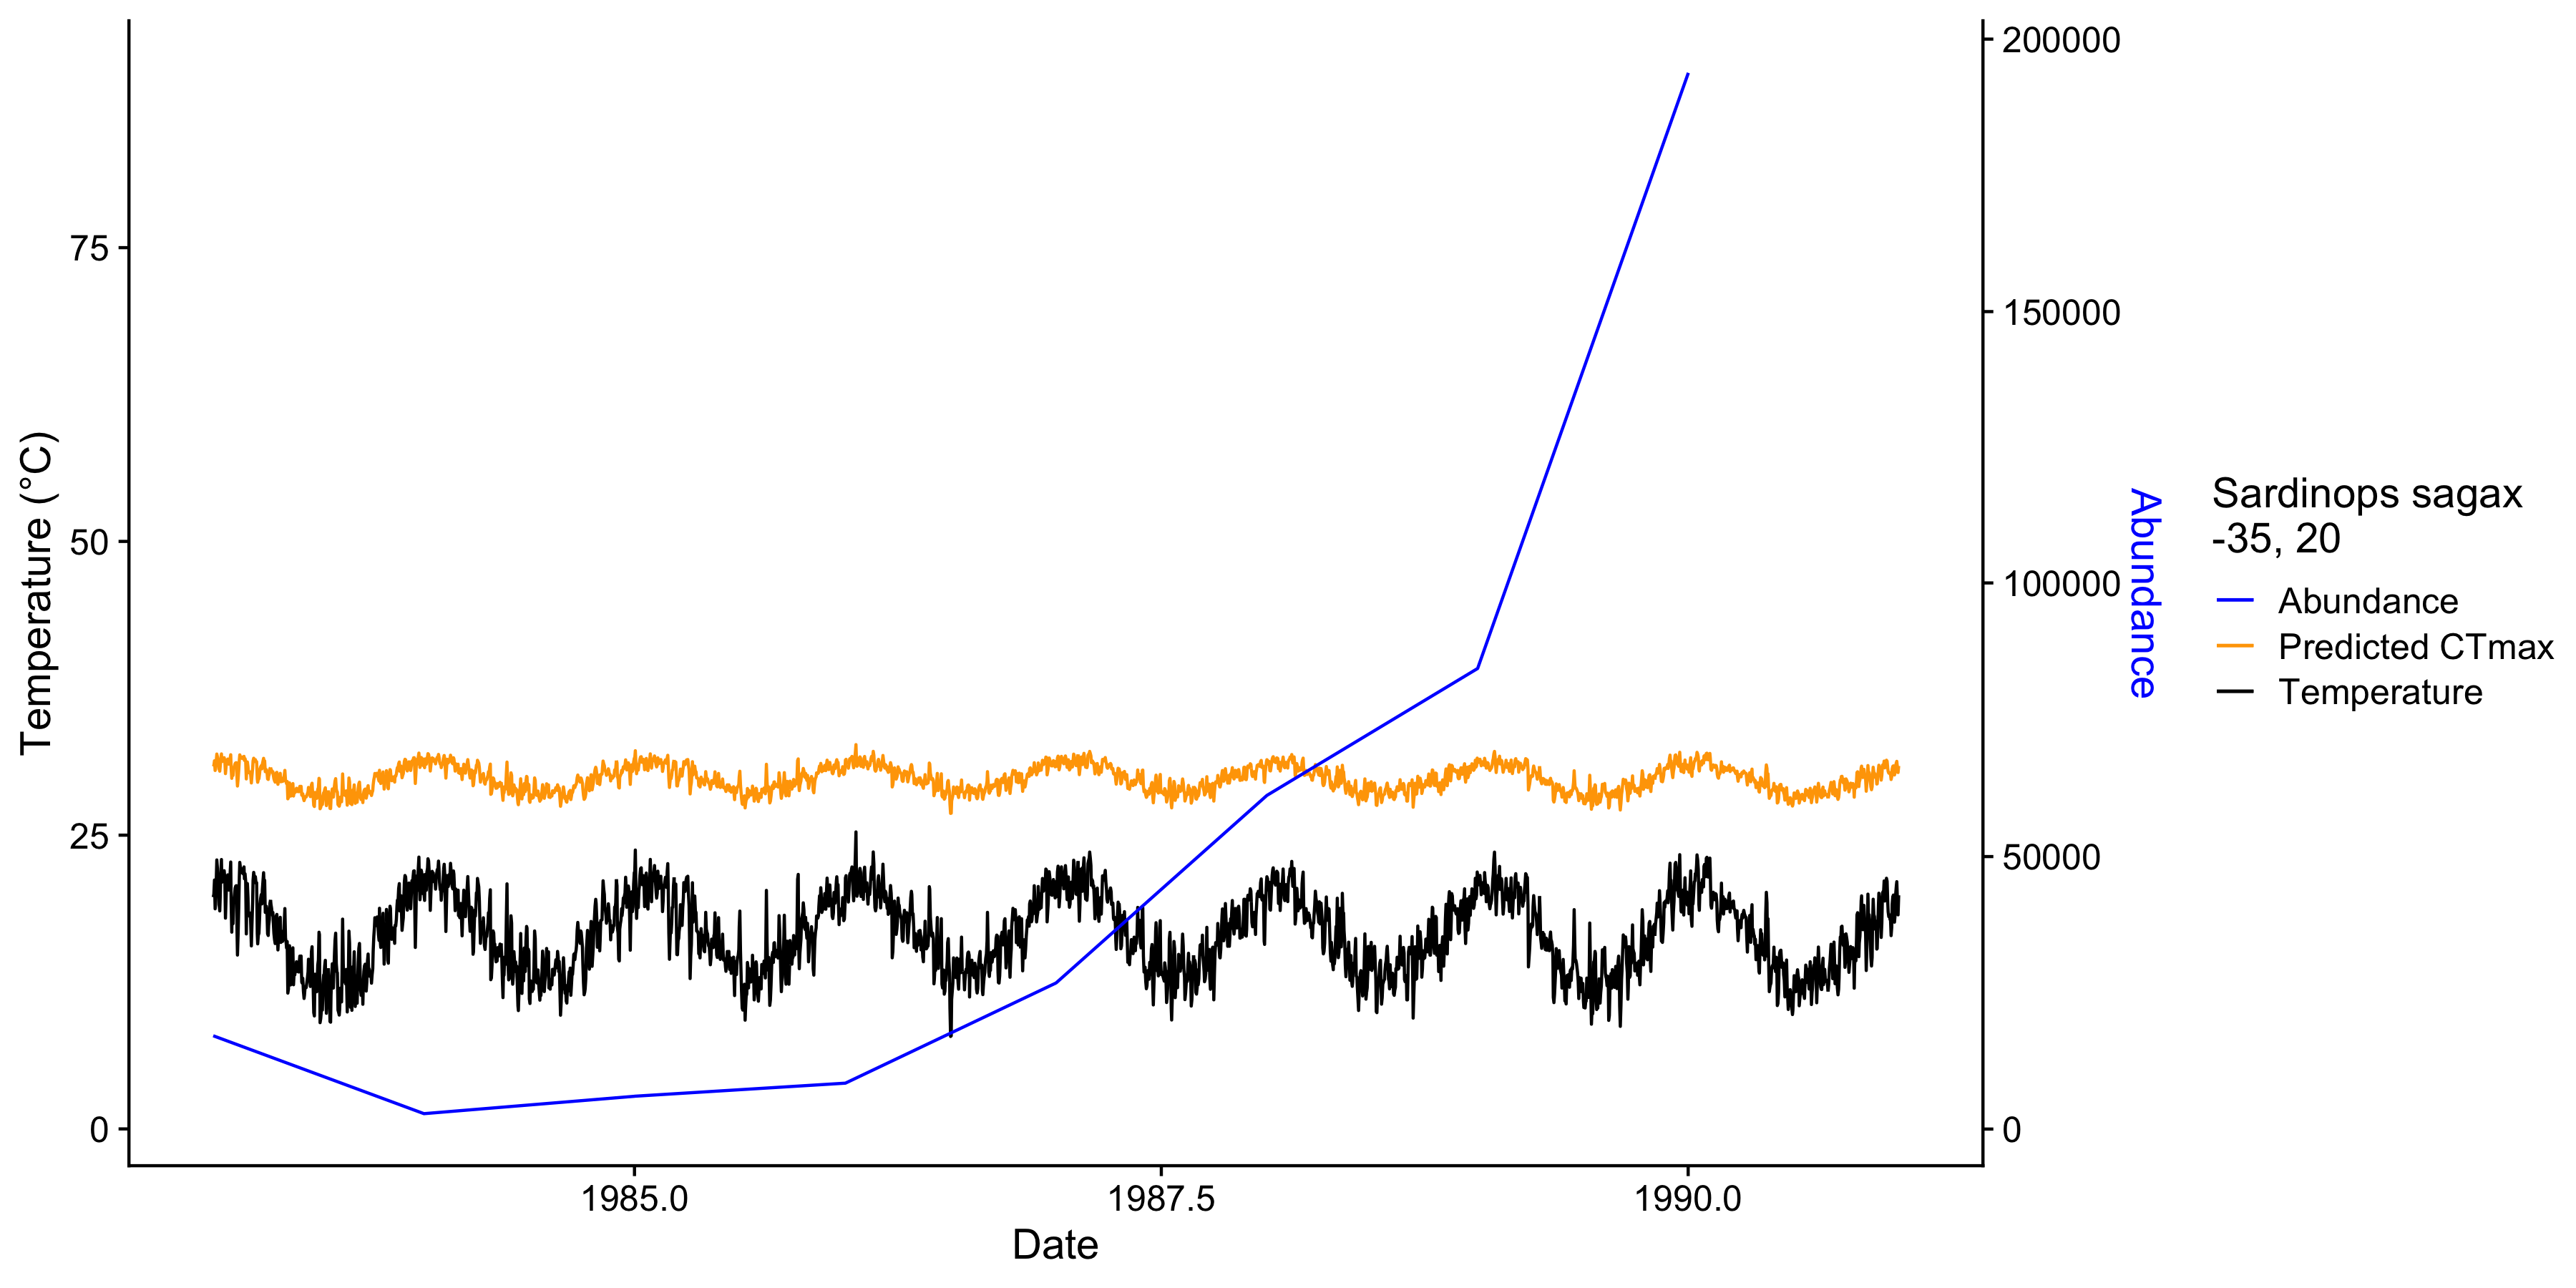 Temperature (°C)
75
50
25
0
1985.0
1987.5
1990.0
Date
200000
150000
100000
50000
0
Abundance
Sardinops sagax
-35, 20
Abundance
Predicted CTmax
Temperature